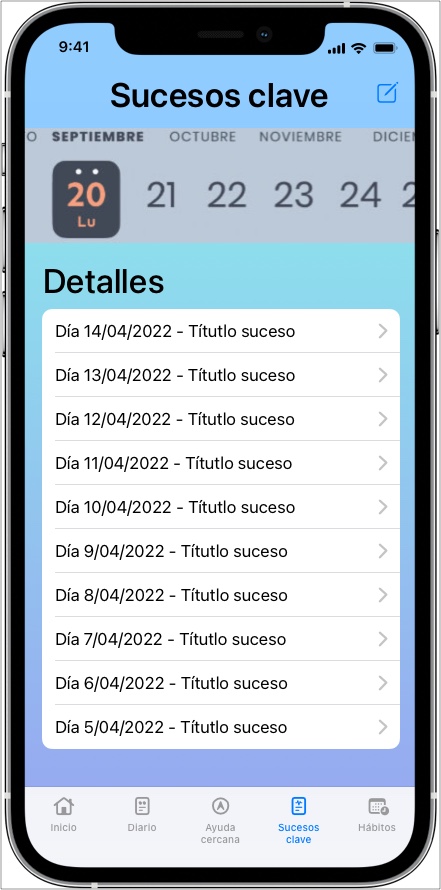 9:41
Sucesos clave
O SEPTIEMBRE OCTUBRE NOVIEMBRE DICIEM
20 21 22 23 24 2
Lu
Detalles
Día 14/04/2022 - Títutlo suceso
Día 13/04/2022 - Títutlo suceso
Día 12/04/2022 - Títutlo suceso
Día 11/04/2022 - Títutlo suceso
Día 10/04/2022 - Títutlo suceso
Día 9/04/2022 - Títutlo suceso
Día 8/04/2022 - Títutlo suceso
Día 7/04/2022 - Títutlo suceso
Día 6/04/2022 - Títutlo suceso
Día 5/04/2022 - Títutlo suceso
Inicio
Diario
Ayuda
cercana
Sucesos
clave
Hábitos